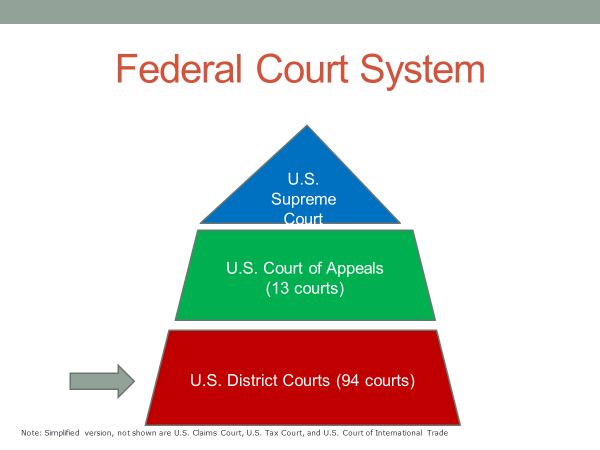 Federal Court System
U.S.
Supreme
Court
U.S. Court of Appeals
(13 courts)
U.S. District Courts (94 courts)
Note: Simplified version, not shown are U.S. Claims Court, U.S. Tax Court, and U.S. Court of International Trade